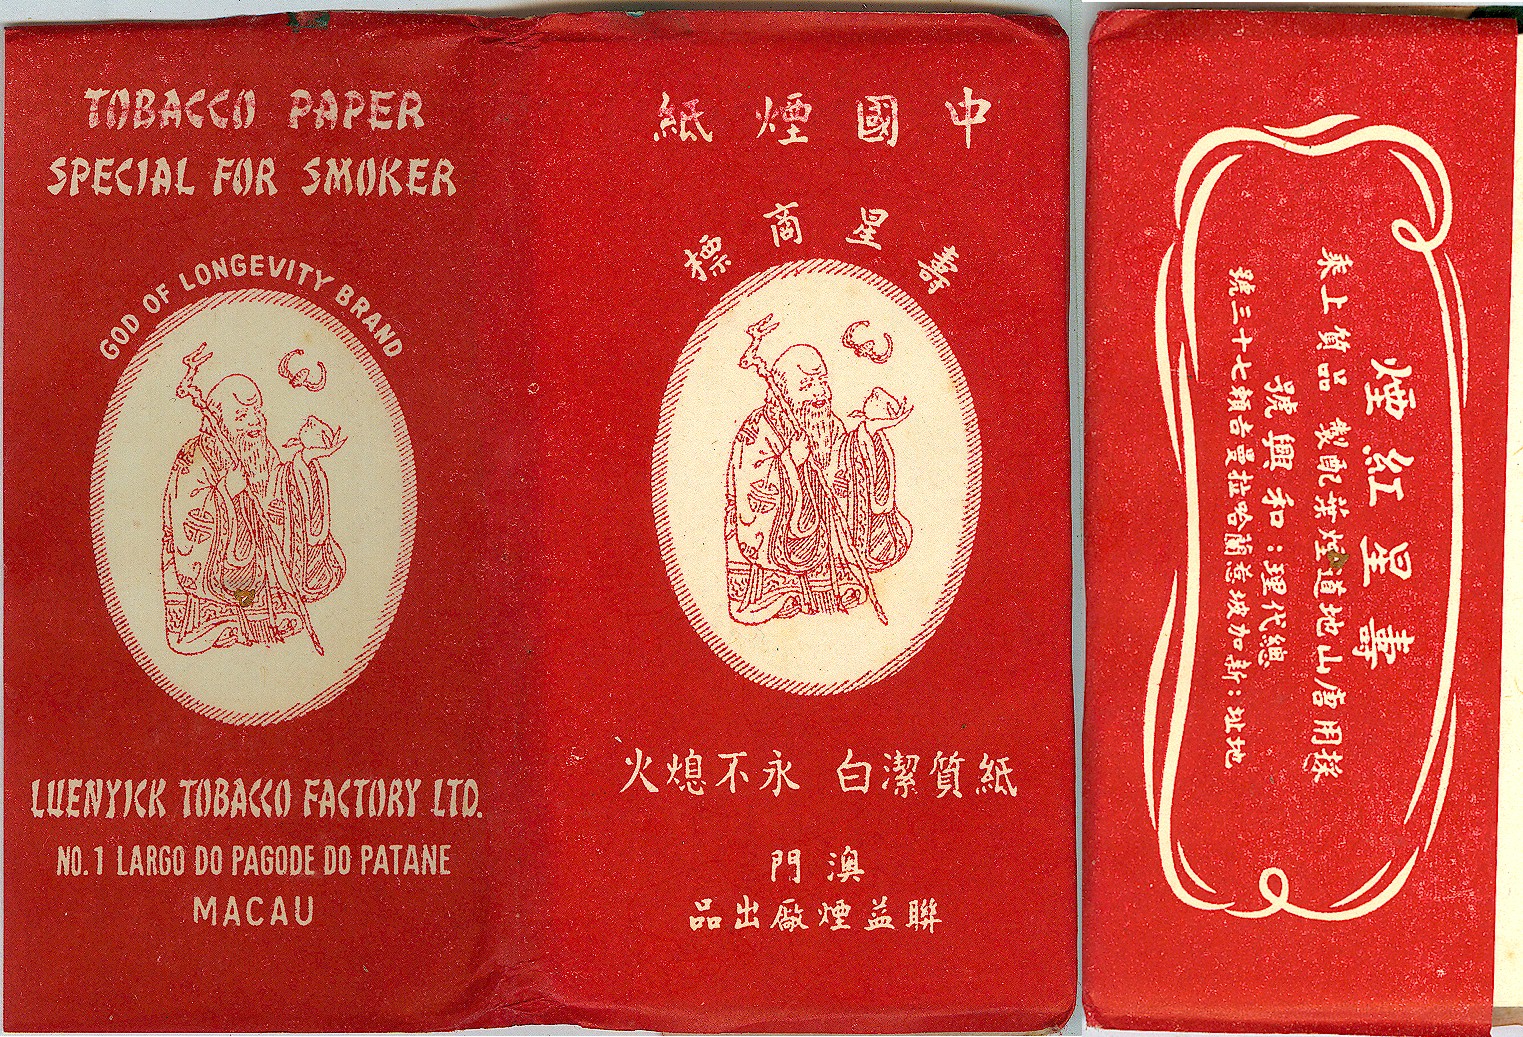 TOBACCO PAPER
SPECIAL FOR SMOKER
GOD OF LONGEVITY BRAND
LUENYICK TOBACCO FACTORY LTD.
NO. 1 LARGO DO PAGODE DO PATANE
MACAU
中國煙紙
壽星商標
紙質潔白 永不熄火
澳門
聯益煙廠出品
壽星紅煙
採用唐山地道煙葉配製 品質上乘
總代理：和興號
地址：新加坡惹蘭哈拉曼吉賴七十三號